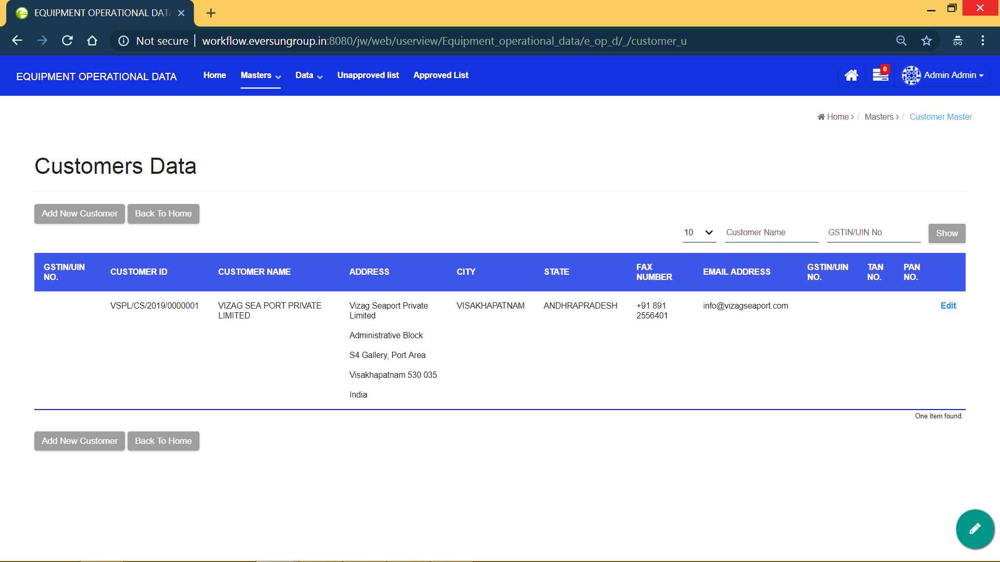 EQUIPMENT OPERATIONAL DAT
Not secure
workflow.eversungroup.in:8080/jw/web/userview/Equipment_operational_data/e_op_d/_/customer_u
EQUIPMENT OPERATIONAL DATA
Home
Masters
Data
Unapproved list
Approved List
0
Admin Admin
Home > / Masters > / Customer Master
Customers Data
Add New Customer
Back To Home
10
Customer Name
GSTIN/UIN No.
Show
GSTIN/UIN NO.
CUSTOMER ID
CUSTOMER NAME
ADDRESS
CITY
STATE
FAX NUMBER
EMAIL ADDRESS
GSTIN/UIN NO.
TAN NO.
PAN NO.
VSPL/CS/2019/0000001
VIZAG SEA PORT PRIVATE
LIMITED
Vizag Seaport Private
Limited
Administrative Block
S4 Gallery, Port Area
Visakhapatnam 530 035
India
VISAKHAPATNAM
ANDHRAPRADESH
+91 891
2556401
info@vizagseaport.com
Edit
One item found.
Add New Customer
Back To Home